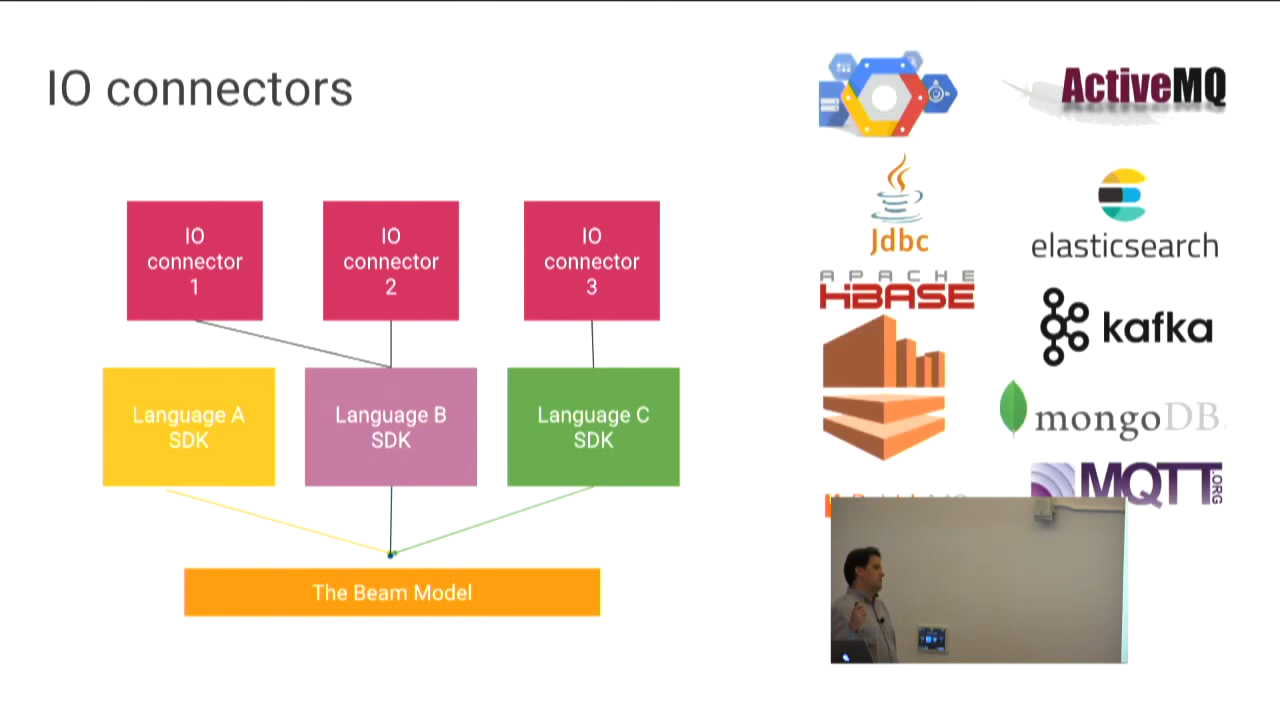 IO connectors
IO
connector
1
IO
connector
2
IO
connector
3
Language A
SDK
Language B
SDK
Language C
SDK
The Beam Model
ActiveMQ
Jdbc
elasticsearch
APACHE
HBASE
kafka
mongoDB
MQTT
.ORG